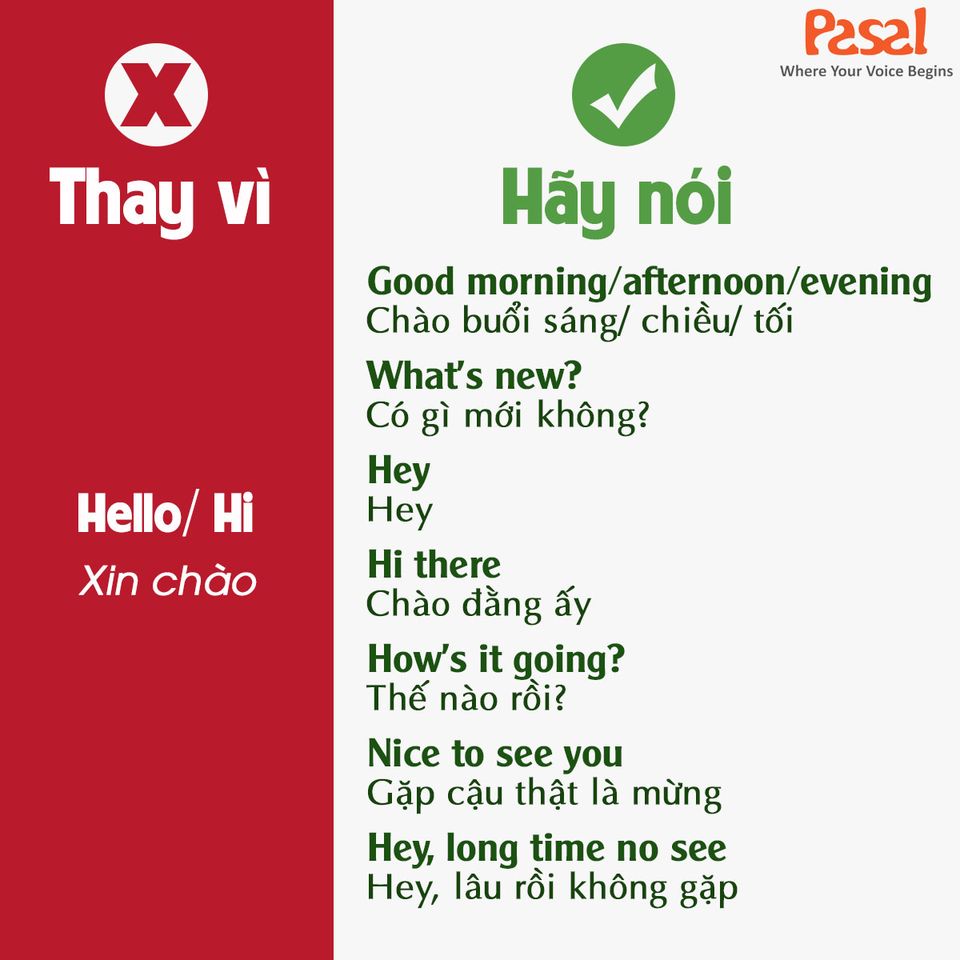 Pasal
Where Your Voice Begins
X
Thay vì
Hãy nói
Hello/ Hi
Xin chào
Good morning/afternoon/evening
Chào buổi sáng/ chiều/ tối
What's new?
Có gì mới không?
Hey
Hey
Hi there
Chào đằng ấy
How's it going?
Thế nào rồi?
Nice to see you
Gặp cậu thật là mừng
Hey, long time no see
Hey, lâu rồi không gặp